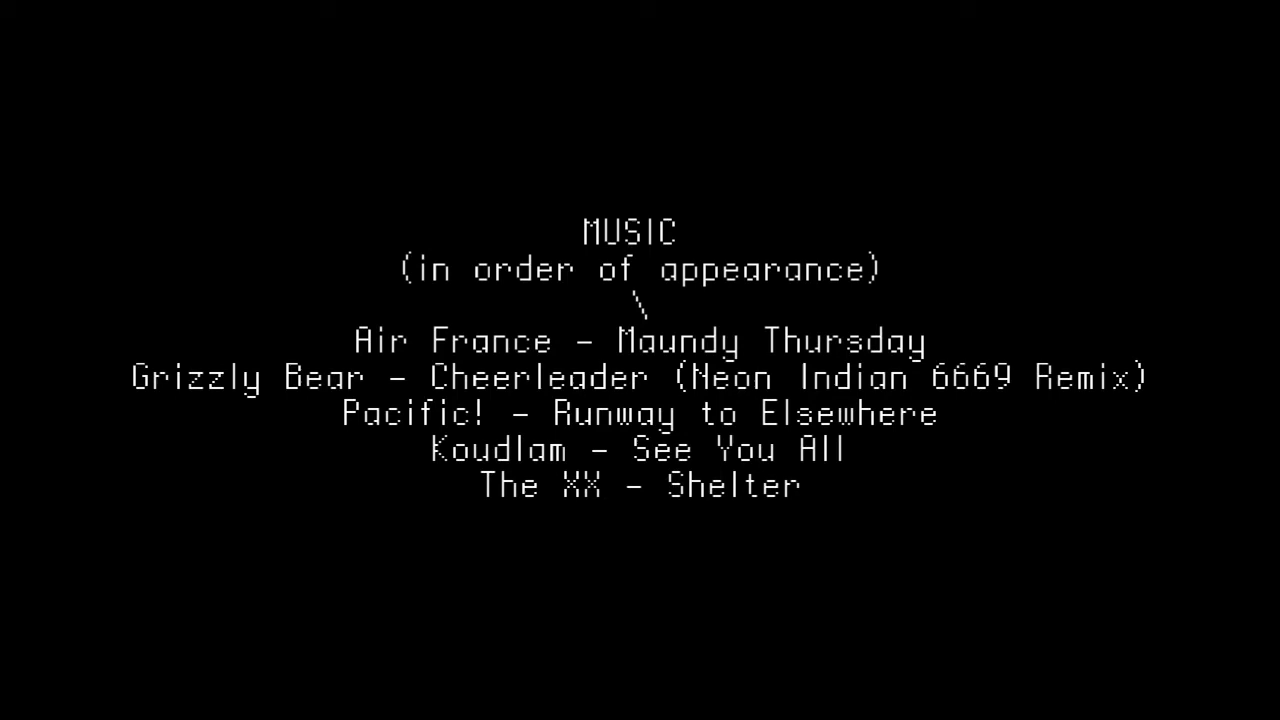 MUSIC
(in order of appearance)
\
Air France - Maundy Thursday
Grizzly Bear - Cheerleader (Neon Indian 6669 Remix)
Pacific! - Runway to Elsewhere
Koudlam - See You All
The XX - Shelter